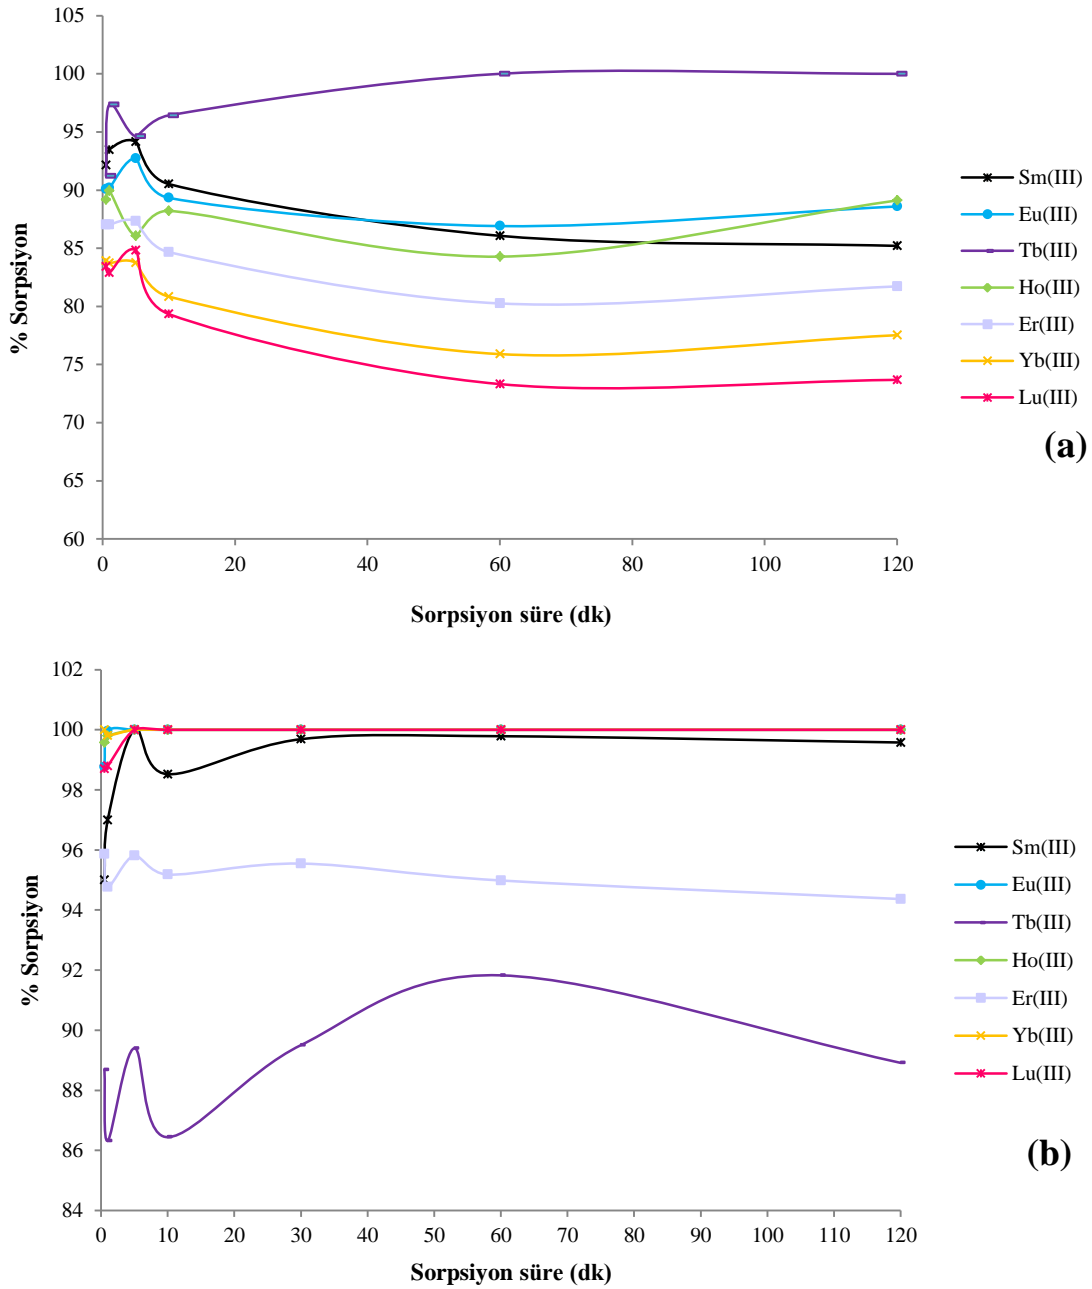 105
100
95
90
85
80
75
70
65
60
% Sorpsiyon
0 20 40 60 80 100 120
Sorpsiyon süre (dk)
Sm(III)
Eu(III)
Tb(III)
Ho(III)
Er(III)
Yb(III)
Lu(III)
(a)
102
100
98
96
94
92
90
88
86
84
% Sorpsiyon
0 10 20 30 40 50 60 70 80 90 100 110 120
Sorpsiyon süre (dk)
Sm(III)
Eu(III)
Tb(III)
Ho(III)
Er(III)
Yb(III)
Lu(III)
(b)